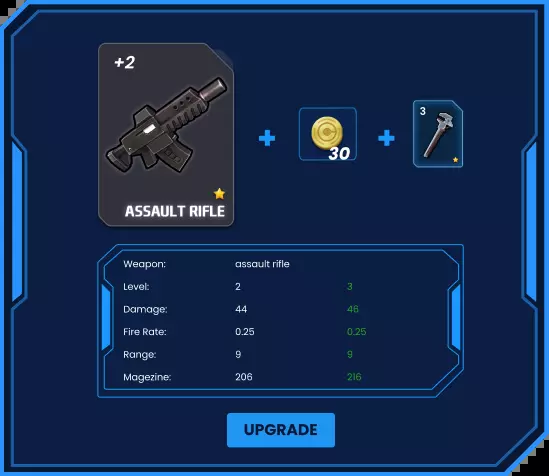 +2
30
3
ASSAULT RIFLE
Weapon: assault rifle
Level: 2 3
Damage: 44 46
Fire Rate: 0.25 0.25
Range: 9 9
Magezine: 206 216
UPGRADE